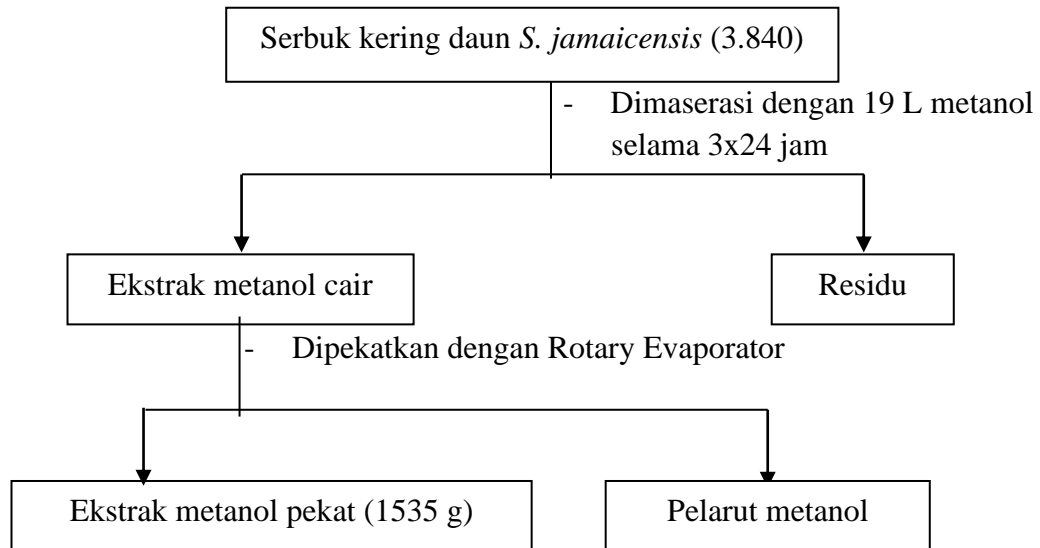 Serbuk kering daun S. jamaicensis (3.840)
- Dimaserasi dengan 19 L metanol
selama 3x24 jam
Ekstrak metanol cair
Residu
- Dipekatkan dengan Rotary Evaporator
Ekstrak metanol pekat (1535 g)
Pelarut metanol